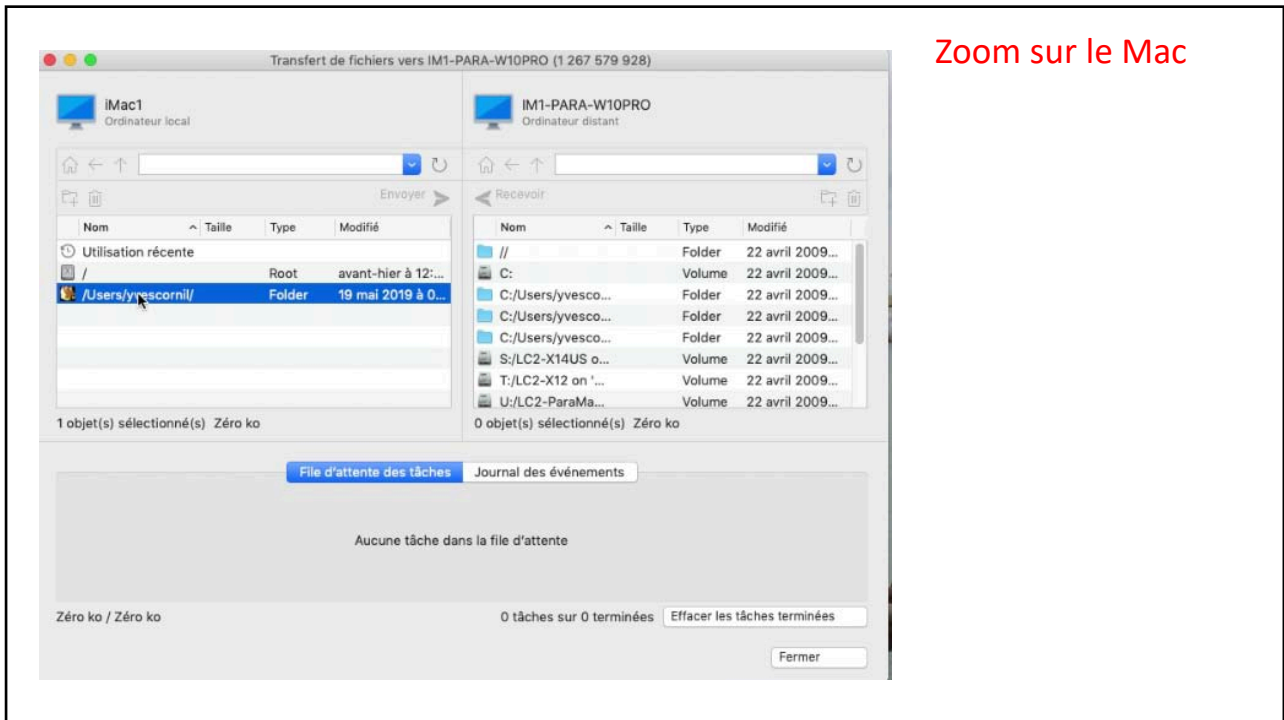 Zoom sur le Mac
Transfert de fichiers vers IM1-PARA-W10PRO (1 267 579 928)
iMac1
Ordinateur local
IM1-PARA-W10PRO
Ordinateur distant
Envoyer
Recevoir
Nom Taille Type Modifié
Utilisation récente
/ Root avant-hier à 12:...
/Users/yvescornil/ Folder 19 mai 2019 à 0...
1 objet(s) sélectionné(s) Zéro ko
Nom Taille Type Modifié
// Folder 22 avril 2009...
C: Volume 22 avril 2009...
C:/Users/yvesco... Folder 22 avril 2009...
C:/Users/yvesco... Folder 22 avril 2009...
C:/Users/yvesco... Folder 22 avril 2009...
S:/LC2-X14US o... Volume 22 avril 2009...
T:/LC2-X12 on '... Volume 22 avril 2009...
U:/LC2-ParaMa... Volume 22 avril 2009...
0 objet(s) sélectionné(s) Zéro ko
File d'attente des tâches Journal des événements
Aucune tâche dans la file d'attente
Zéro ko / Zéro ko 0 tâches sur 0 terminées Effacer les tâches terminées
Fermer